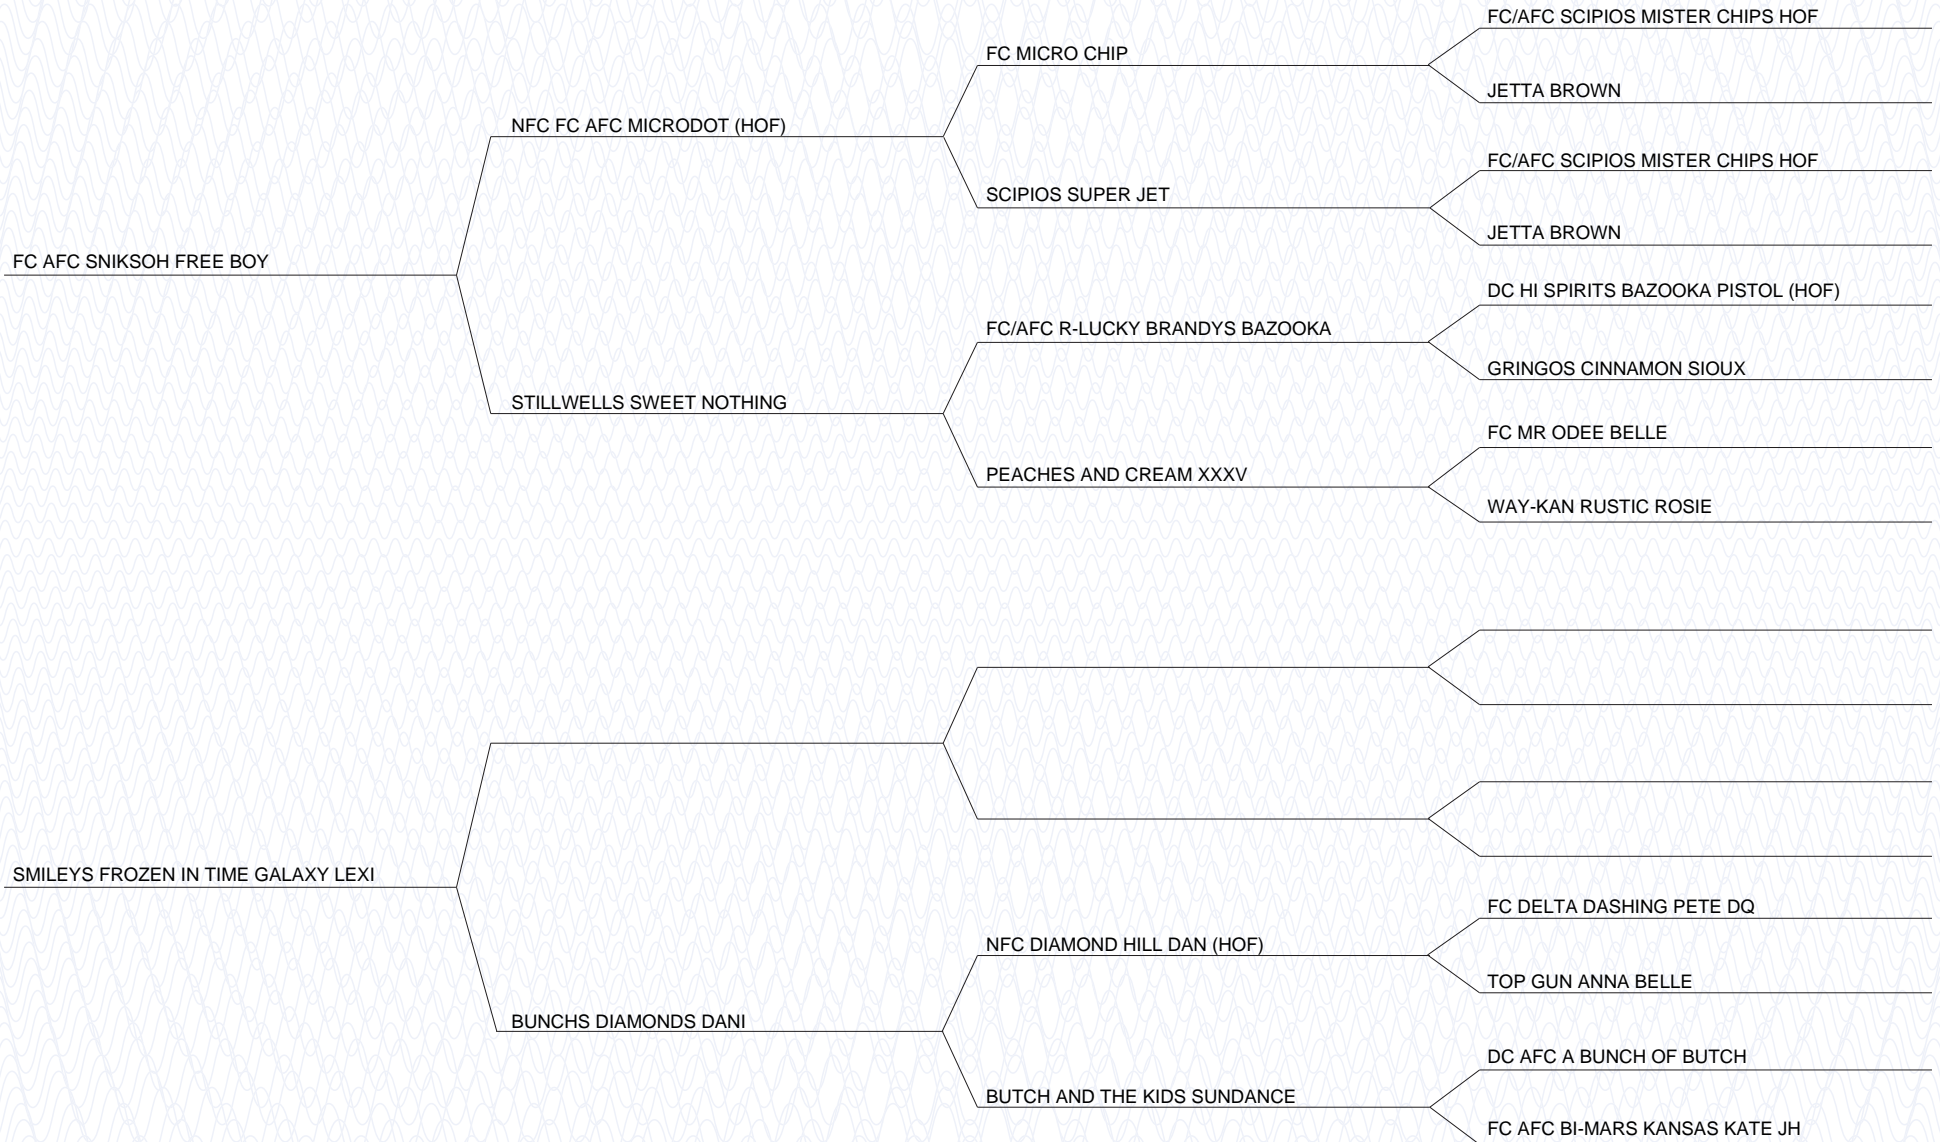 FC/AFC SCIPIOS MISTER CHIPS HOF
FC MICRO CHIP
JETTA BROWN
NFC FC AFC MICRODOT (HOF)
FC/AFC SCIPIOS MISTER CHIPS HOF
SCIPIOS SUPER JET
JETTA BROWN
FC AFC SNIKSOH FREE BOY
DC HI SPIRITS BAZOOKA PISTOL (HOF)
FC/AFC R-LUCKY BRANDYS BAZOOKA
GRINGOS CINNAMON SIOUX
STILLWELLS SWEET NOTHING
FC MR ODEE BELLE
PEACHES AND CREAM XXXV
WAY-KAN RUSTIC ROSIE
SMILEYS FROZEN IN TIME GALAXY LEXI
FC DELTA DASHING PETE DQ
NFC DIAMOND HILL DAN (HOF)
TOP GUN ANNA BELLE
BUNCHS DIAMONDS DANI
DC AFC A BUNCH OF BUTCH
BUTCH AND THE KIDS SUNDANCE
FC AFC BI-MARS KANSAS KATE JH